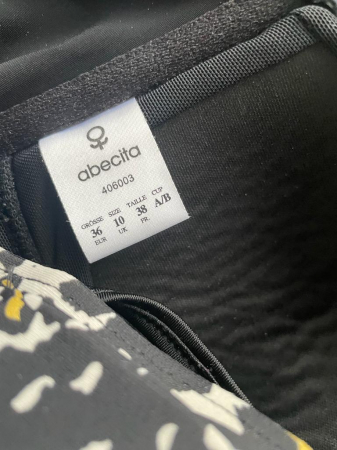 abecita
406003
GRÖSSE SIZE TAILLE CUP
36 10 38 A/B
EUR UK FR.